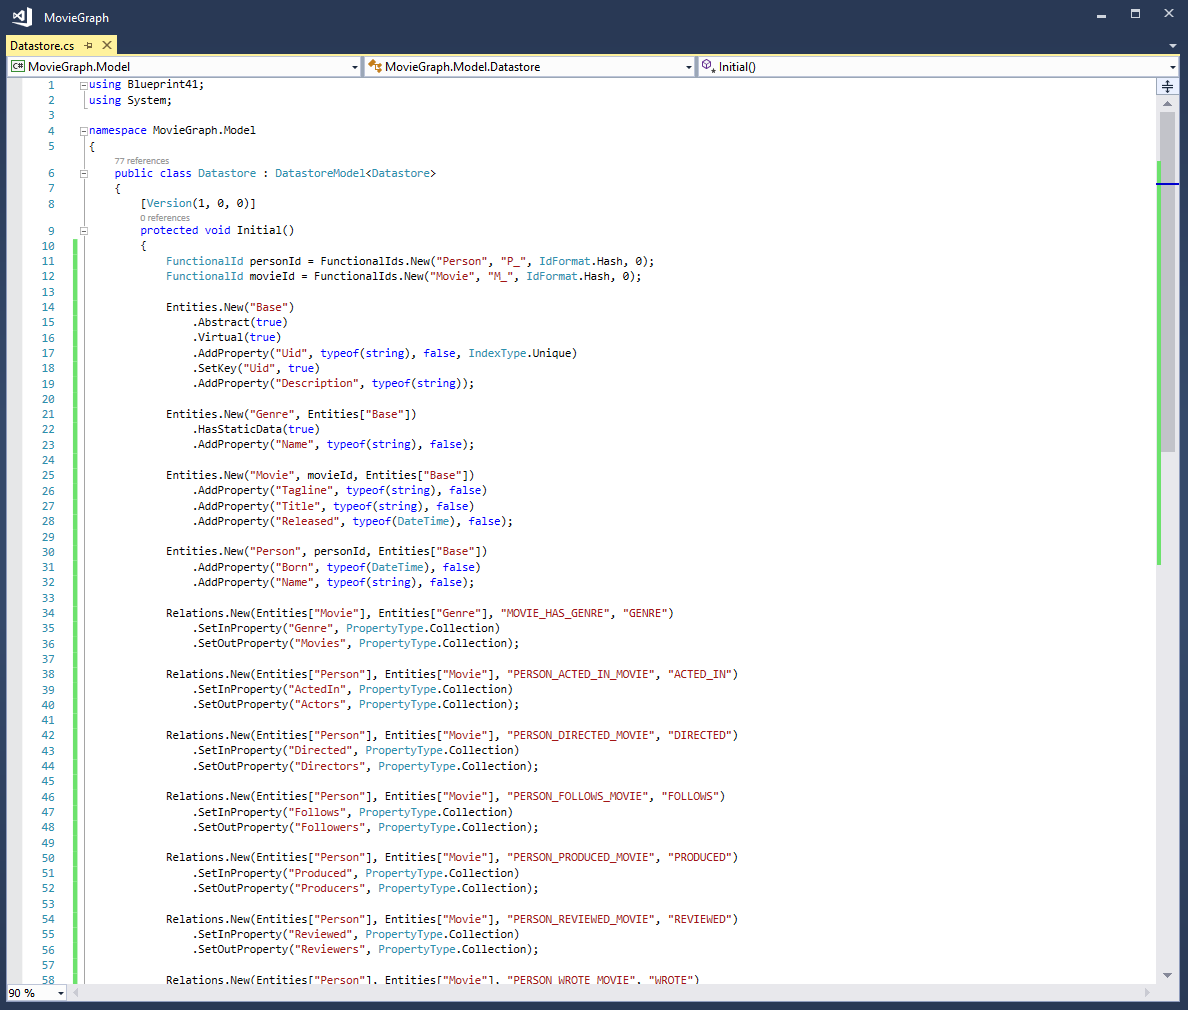 MovieGraph
Datastore.cs
MovieGraph.Model
MovieGraph.Model.Datastore
Initial()
1 using Blueprint41;
2 using System;
3
4 namespace MovieGraph.Model
5 {
77 references
6 public class Datastore : DatastoreModel<Datastore>
7 {
8 [Version(1, 0, 0)]
0 references
9 protected void Initial()
10 {
11 FunctionalId personId = FunctionalIds.New("Person", "P_", IdFormat.Hash, 0);
12 FunctionalId movieId = FunctionalIds.New("Movie", "M_", IdFormat.Hash, 0);
13
14 Entities.New("Base")
15 .Abstract(true)
16 .Virtual(true)
17 .AddProperty("Uid", typeof(string), false, IndexType.Unique)
18 .SetKey("Uid", true)
19 .AddProperty("Description", typeof(string));
20
21 Entities.New("Genre", Entities["Base"])
22 .HasStaticData(true)
23 .AddProperty("Name", typeof(string), false);
24
25 Entities.New("Movie", movieId, Entities["Base"])
26 .AddProperty("Tagline", typeof(string), false)
27 .AddProperty("Title", typeof(string), false)
28 .AddProperty("Released", typeof(DateTime), false);
29
30 Entities.New("Person", personId, Entities["Base"])
31 .AddProperty("Born", typeof(DateTime), false)
32 .AddProperty("Name", typeof(string), false);
33
34 Relations.New(Entities["Movie"], Entities["Genre"], "MOVIE_HAS_GENRE", "GENRE")
35 .SetInProperty("Genre", PropertyType.Collection)
36 .SetOutProperty("Movies", PropertyType.Collection);
37
38 Relations.New(Entities["Person"], Entities["Movie"], "PERSON_ACTED_IN_MOVIE", "ACTED_IN")
39 .SetInProperty("ActedIn", PropertyType.Collection)
40 .SetOutProperty("Actors", PropertyType.Collection);
41
42 Relations.New(Entities["Person"], Entities["Movie"], "PERSON_DIRECTED_MOVIE", "DIRECTED")
43 .SetInProperty("Directed", PropertyType.Collection)
44 .SetOutProperty("Directors", PropertyType.Collection);
45
46 Relations.New(Entities["Person"], Entities["Movie"], "PERSON_FOLLOWS_MOVIE", "FOLLOWS")
47 .SetInProperty("Follows", PropertyType.Collection)
48 .SetOutProperty("Followers", PropertyType.Collection);
49
50 Relations.New(Entities["Person"], Entities["Movie"], "PERSON_PRODUCED_MOVIE", "PRODUCED")
51 .SetInProperty("Produced", PropertyType.Collection)
52 .SetOutProperty("Producers", PropertyType.Collection);
53
54 Relations.New(Entities["Person"], Entities["Movie"], "PERSON_REVIEWED_MOVIE", "REVIEWED")
55 .SetInProperty("Reviewed", PropertyType.Collection)
56 .SetOutProperty("Reviewers", PropertyType.Collection);
57
58 Relations.New(Entities["Person"], Entities["Movie"], "PERSON_WROTE_MOVIE", "WROTE")
90 %